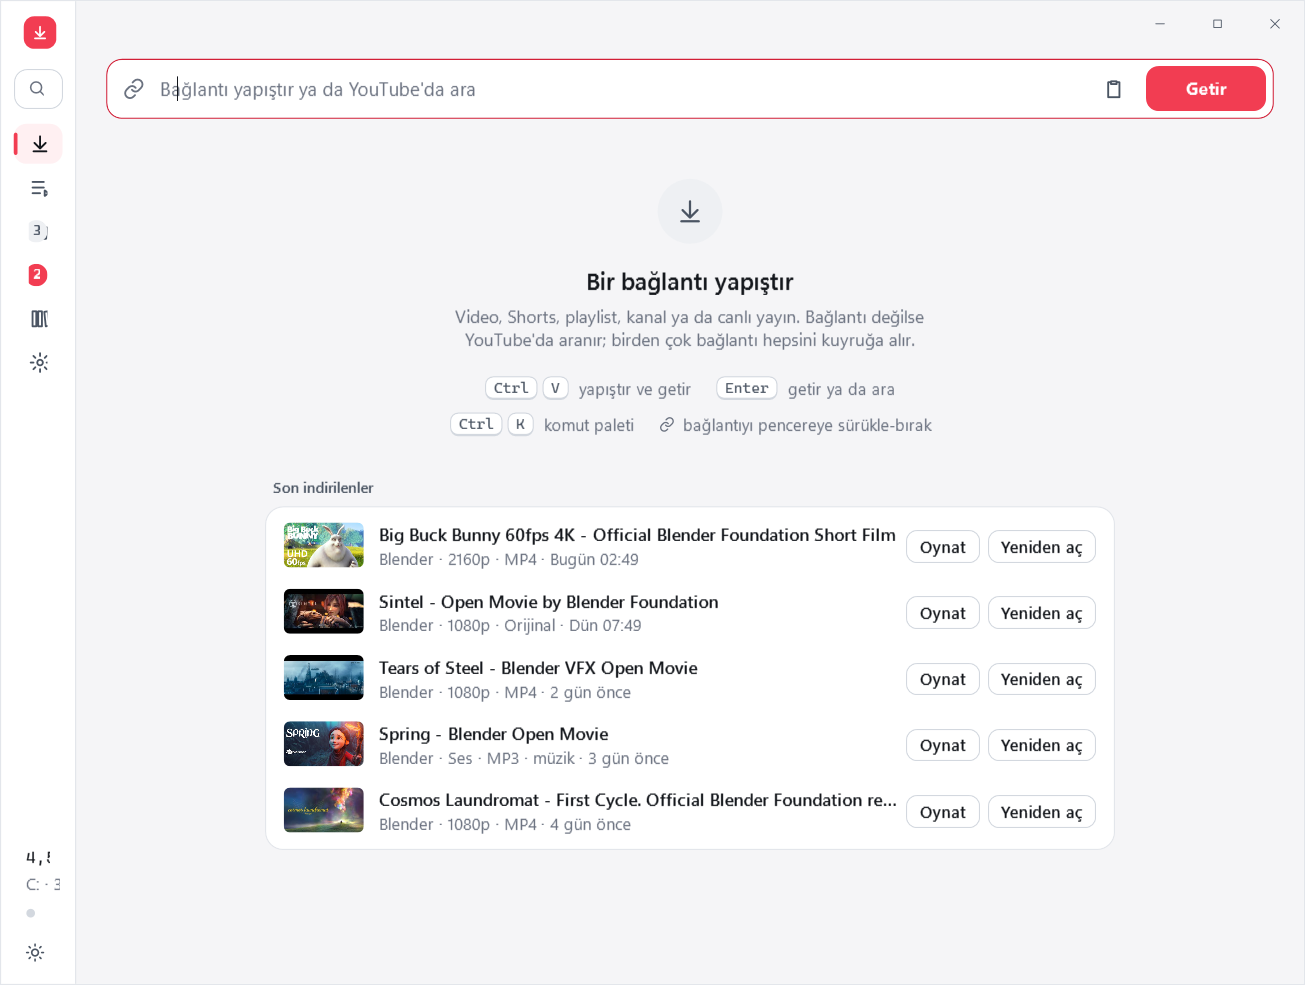 Bağlantı yapıştır ya da YouTube'da ara
Getir
3
2
Bir bağlantı yapıştır
Video, Shorts, playlist, kanal ya da canlı yayın. Bağlantı değilse
YouTube'da aranır; birden çok bağlantı hepsini kuyruğa alır.
Ctrl V yapıştır ve getir Enter getir ya da ara
Ctrl K komut paleti bağlantıyı pencereye sürükle-bırak
Son indirilenler
Big Buck Bunny 60fps 4K - Official Blender Foundation Short Film
Blender · 2160p · MP4 · Bugün 02:49
Oynat Yeniden aç
Sintel - Open Movie by Blender Foundation
Blender · 1080p · Orijinal · Dün 07:49
Oynat Yeniden aç
Tears of Steel - Blender VFX Open Movie
Blender · 1080p · MP4 · 2 gün önce
Oynat Yeniden aç
SPRING
Spring - Blender Open Movie
Blender · Ses · MP3 · müzik · 3 gün önce
Oynat Yeniden aç
Cosmos Laundromat - First Cycle. Official Blender Foundation re...
Blender · 1080p · MP4 · 4 gün önce
Oynat Yeniden aç
C: · 3